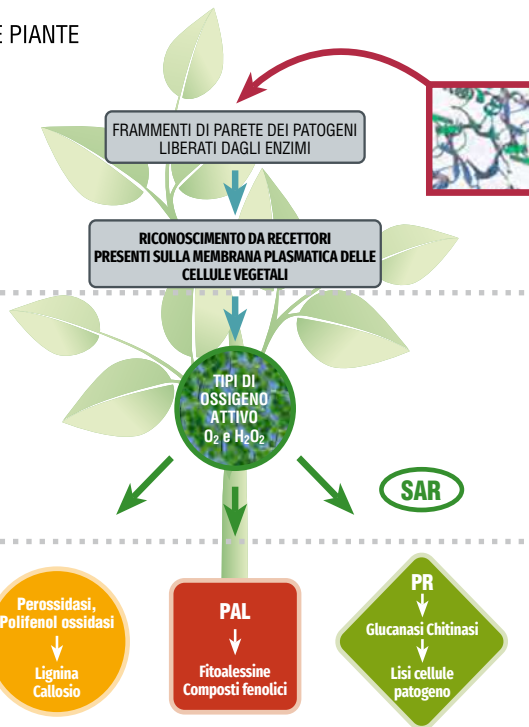 E PIANTE
FRAMMENTI DI PARETE DEI PATOGENI
LIBERATI DAGLI ENZIMI
RICONOSCIMENTO DA RECETTORI
PRESENTI SULLA MEMBRANA PLASMATICA DELLE
CELLULE VEGETALI
TIPI DI
OSSIGENO
ATTIVO
O₂ e H₂O₂
SAR
Perossidasi,
Polifenol ossidasi
Lignina
Callosio
PAL
Fitoalessine
Composti fenolici
PR
Glucanasi Chitinasi
Lisi cellule
patogeno